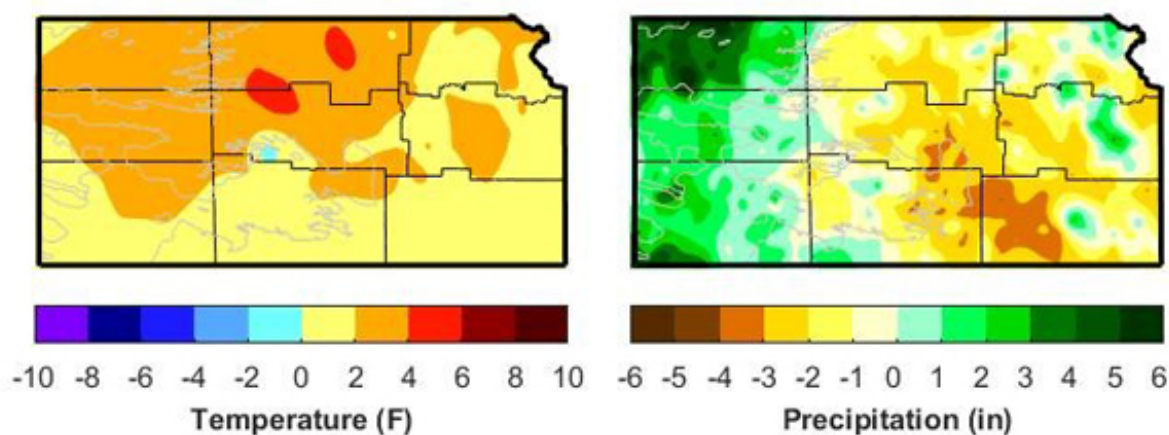 -10 -8 -6 -4 -2 0 2 4 6 8 10
Temperature (F)
-6 -5 -4 -3 -2 -1 0 1 2 3 4 5 6
Precipitation (in)